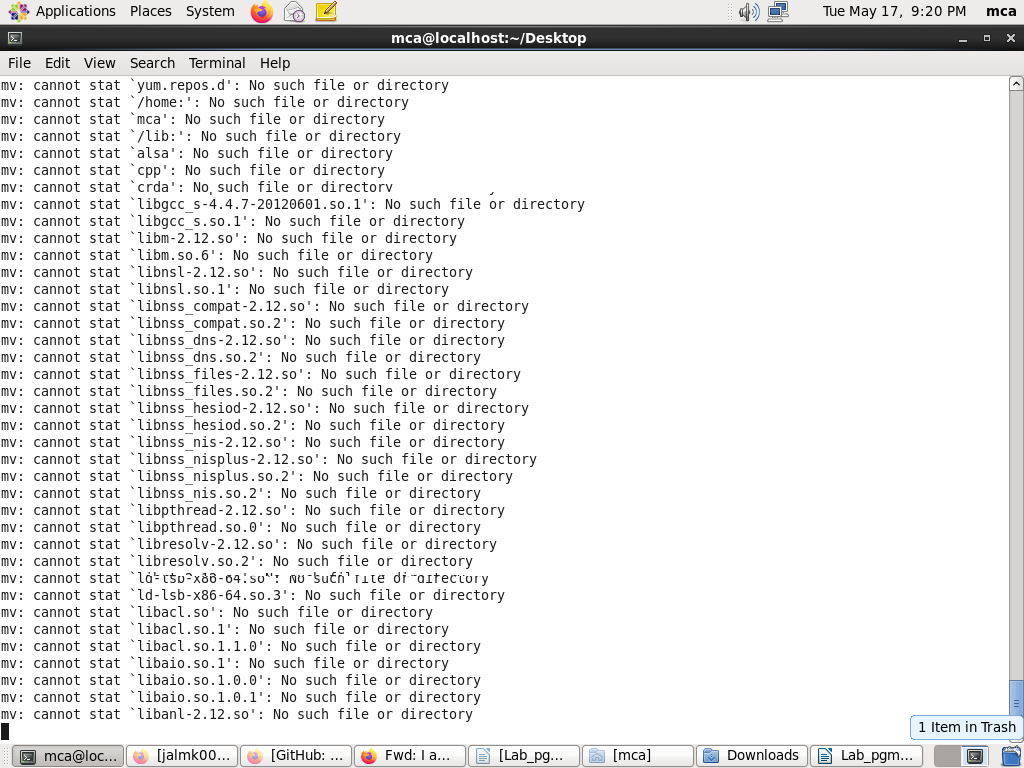 Applications Places System Tue May 17, 9:20 PM mca
mca@localhost:~/Desktop
File Edit View Search Terminal Help
mv: cannot stat `yum.repos.d': No such file or directory
mv: cannot stat `/home:': No such file or directory
mv: cannot stat `mca': No such file or directory
mv: cannot stat `/lib:': No such file or directory
mv: cannot stat `alsa': No such file or directory
mv: cannot stat `cpp': No such file or directory
mv: cannot stat `crda': No such file or directory
mv: cannot stat `libgcc_s-4.4.7-20120601.so.1': No such file or directory
mv: cannot stat `libgcc_s.so.1': No such file or directory
mv: cannot stat `libm-2.12.so': No such file or directory
mv: cannot stat `libm.so.6': No such file or directory
mv: cannot stat `libnsl-2.12.so': No such file or directory
mv: cannot stat `libnsl.so.1': No such file or directory
mv: cannot stat `libnss_compat-2.12.so': No such file or directory
mv: cannot stat `libnss_compat.so.2': No such file or directory
mv: cannot stat `libnss_dns-2.12.so': No such file or directory
mv: cannot stat `libnss_dns.so.2': No such file or directory
mv: cannot stat `libnss_files-2.12.so': No such file or directory
mv: cannot stat `libnss_files.so.2': No such file or directory
mv: cannot stat `libnss_hesiod-2.12.so': No such file or directory
mv: cannot stat `libnss_hesiod.so.2': No such file or directory
mv: cannot stat `libnss_nis-2.12.so': No such file or directory
mv: cannot stat `libnss_nisplus-2.12.so': No such file or directory
mv: cannot stat `libnss_nisplus.so.2': No such file or directory
mv: cannot stat `libnss_nis.so.2': No such file or directory
mv: cannot stat `libpthread-2.12.so': No such file or directory
mv: cannot stat `libpthread.so.0': No such file or directory
mv: cannot stat `libresolv-2.12.so': No such file or directory
mv: cannot stat `libresolv.so.2': No such file or directory
mv: cannot stat No such file or directory
mv: cannot stat `ld-lsb-x86-64.so.3': No such file or directory
mv: cannot stat `libacl.so': No such file or directory
mv: cannot stat `libacl.so.1': No such file or directory
mv: cannot stat `libacl.so.1.1.0': No such file or directory
mv: cannot stat `libaio.so.1': No such file or directory
mv: cannot stat `libaio.so.1.0.0': No such file or directory
mv: cannot stat `libaio.so.1.0.1': No such file or directory
mv: cannot stat `libanl-2.12.so': No such file or directory
1 Item in Trash
mca@loc... [jalmk00... [GitHub: ... Fwd: I a... [Lab_pg... [mca] Downloads Lab_pgm...